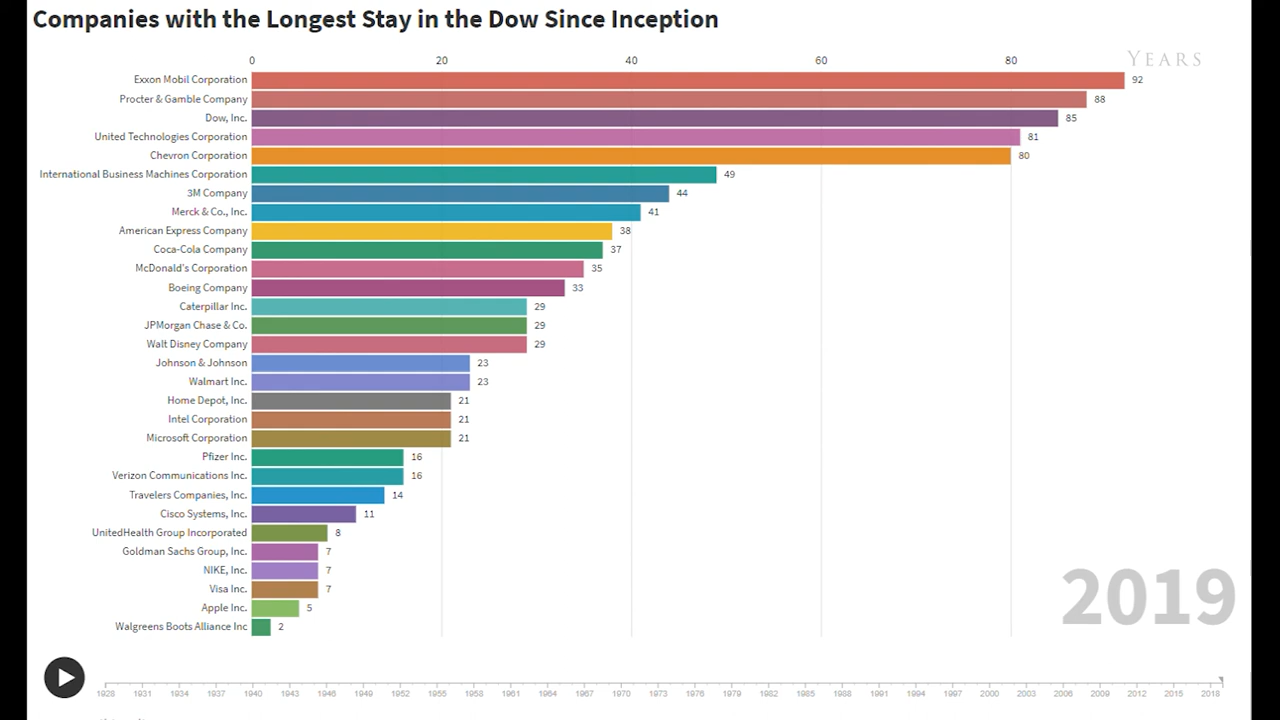 Companies with the Longest Stay in the Dow Since Inception
0 20 40 60 80 YEARS
Exxon Mobil Corporation 92
Procter & Gamble Company 88
Dow, Inc. 85
United Technologies Corporation 81
Chevron Corporation 80
International Business Machines Corporation 49
3M Company 44
Merck & Co., Inc. 41
American Express Company 38
Coca-Cola Company 37
McDonald's Corporation 35
Boeing Company 33
Caterpillar Inc. 29
JPMorgan Chase & Co. 29
Walt Disney Company 29
Johnson & Johnson 23
Walmart Inc. 23
Home Depot, Inc. 21
Intel Corporation 21
Microsoft Corporation 21
Pfizer Inc. 16
Verizon Communications Inc. 16
Travelers Companies, Inc. 14
Cisco Systems, Inc. 11
UnitedHealth Group Incorporated 8
Goldman Sachs Group, Inc. 7
NIKE, Inc. 7
Visa Inc. 7
Apple Inc. 5
Walgreens Boots Alliance Inc 2
2019
1928 1931 1934 1937 1940 1943 1946 1949 1952 1955 1958 1961 1964 1967 1970 1973 1976 1979 1982 1985 1988 1991 1994 1997 2000 2003 2006 2009 2012 2015 2018